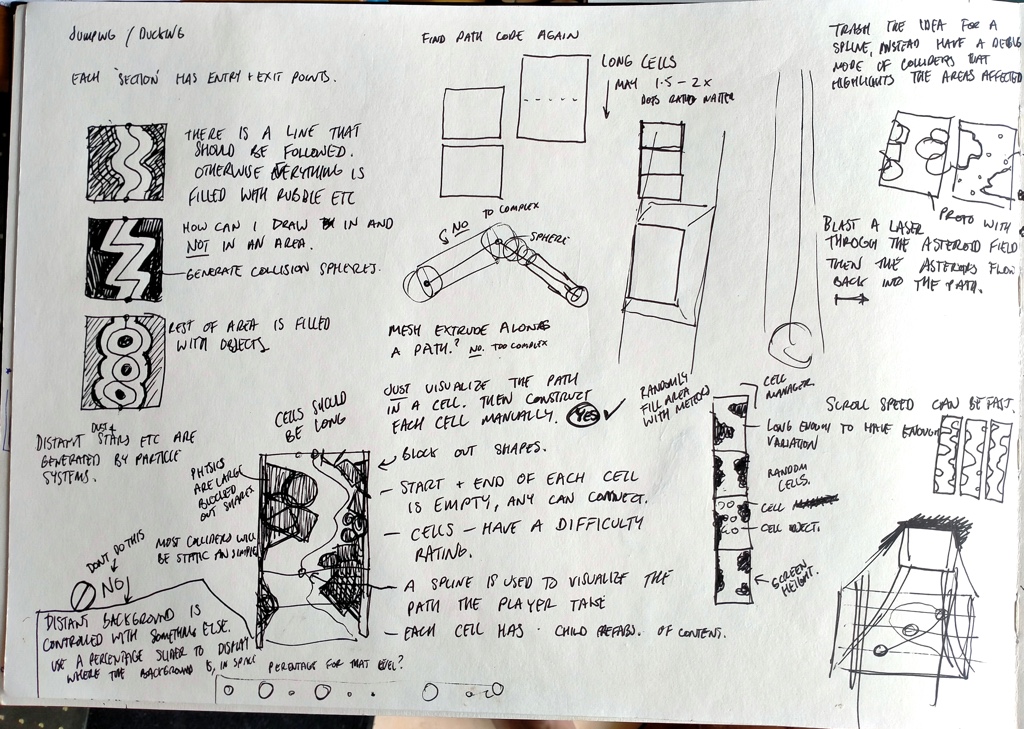 JUMPING / DUCKING
EACH 'SECTION' HAS ENTRY + EXIT POINTS.
THERE IS A LINE THAT
SHOULD BE FOLLOWED.
OTHERWISE EVERYTHING IS
FILLED WITH RUBBLE ETC
HOW CAN I DRAW IN AND
NOT IN AN AREA.
GENERATE COLLISION SPHERES.
REST OF AREA IS FILLED
WITH OBJECTS
DUST +
DISTANT STARS ETC ARE
GENERATED BY PARTICLE
SYSTEMS.
CELLS SHOULD
BE LONG
PHYSICS
ARE LARGE
BLOCKED
OUT SHAPES
MOST COLLIDERS WILL
BE STATIC AN SIMPLE
DON'T DO THIS
NO!
DISTANT BACKGROUND IS
CONTROLLED WITH SOMETHING ELSE.
USE A PERCENTAGE SLIDER TO DISPLAY
WHERE THE BACKGROUND IS, IN SPACE
PERCENTAGE FOR THAT LEVEL?
FIND PATH CODE AGAIN
LONG CELLS
MAY 1.5 - 2X
RATIO MATTER
NO TO COMPLEX
SPHERE
MESH EXTRUDE ALONG
A PATH? NO. TOO COMPLEX
JUST VISUALIZE THE PATH
IN A CELL. THEN CONSTRUCT
EACH CELL MANUALLY. YES ✓
BLOCK OUT SHAPES.
START + END OF EACH CELL
IS EMPTY, ANY CAN CONNECT.
CELLS - HAVE A DIFFICULTY
RATING.
A SPLINE IS USED TO VISUALIZE THE
PATH THE PLAYER TAKE
EACH CELL HAS CHILD PREFABS. OF CONTENT.
RANDOMLY
FILL AREA
WITH METEORS
CELL
MANAGER
LONG ENOUGH TO HAVE ENOUGH
VARIATION
RANDOM
CELLS.
CELL
CELL OBJECT.
SCREEN
HEIGHT.
TRASH THE IDEA FOR A
SPLINE, INSTEAD HAVE A DEBUG
MODE OF COLLIDERS THAT
HIGHLIGHTS THE AREAS AFFECTED
PROTO WITH
BLAST A LASER
THROUGH THE ASTEROID FIELD
THEN THE ASTEROIDS FLOW
BACK INTO THE PATH.
SCROLL SPEED CAN BE FAST.